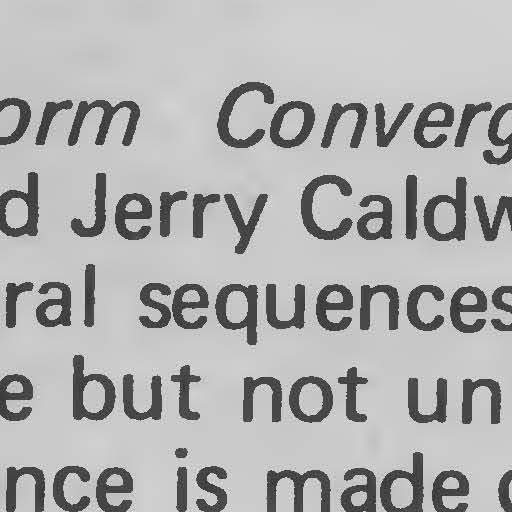 orm Converg
d Jerry Caldw
ral sequences
e but not un
nce is made